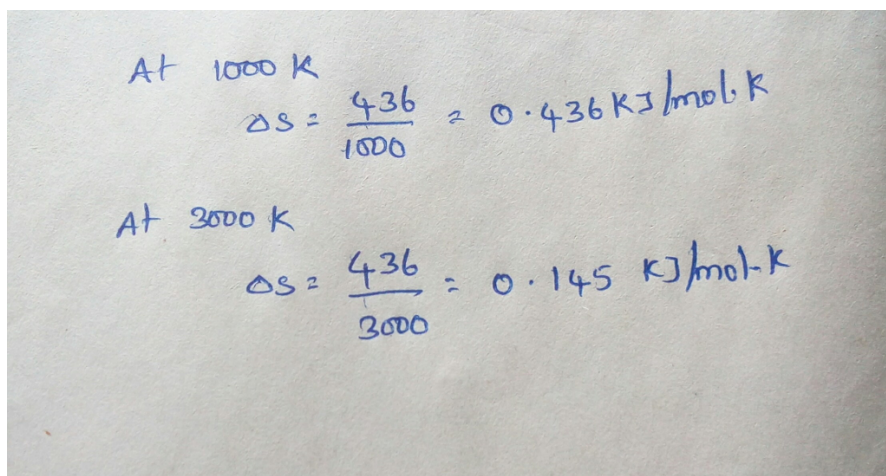 At 1000 K
ΔS = 436/1000 = 0.436 KJ/mol.K
At 3000 K
ΔS = 436/3000 = 0.145 KJ/mol-K